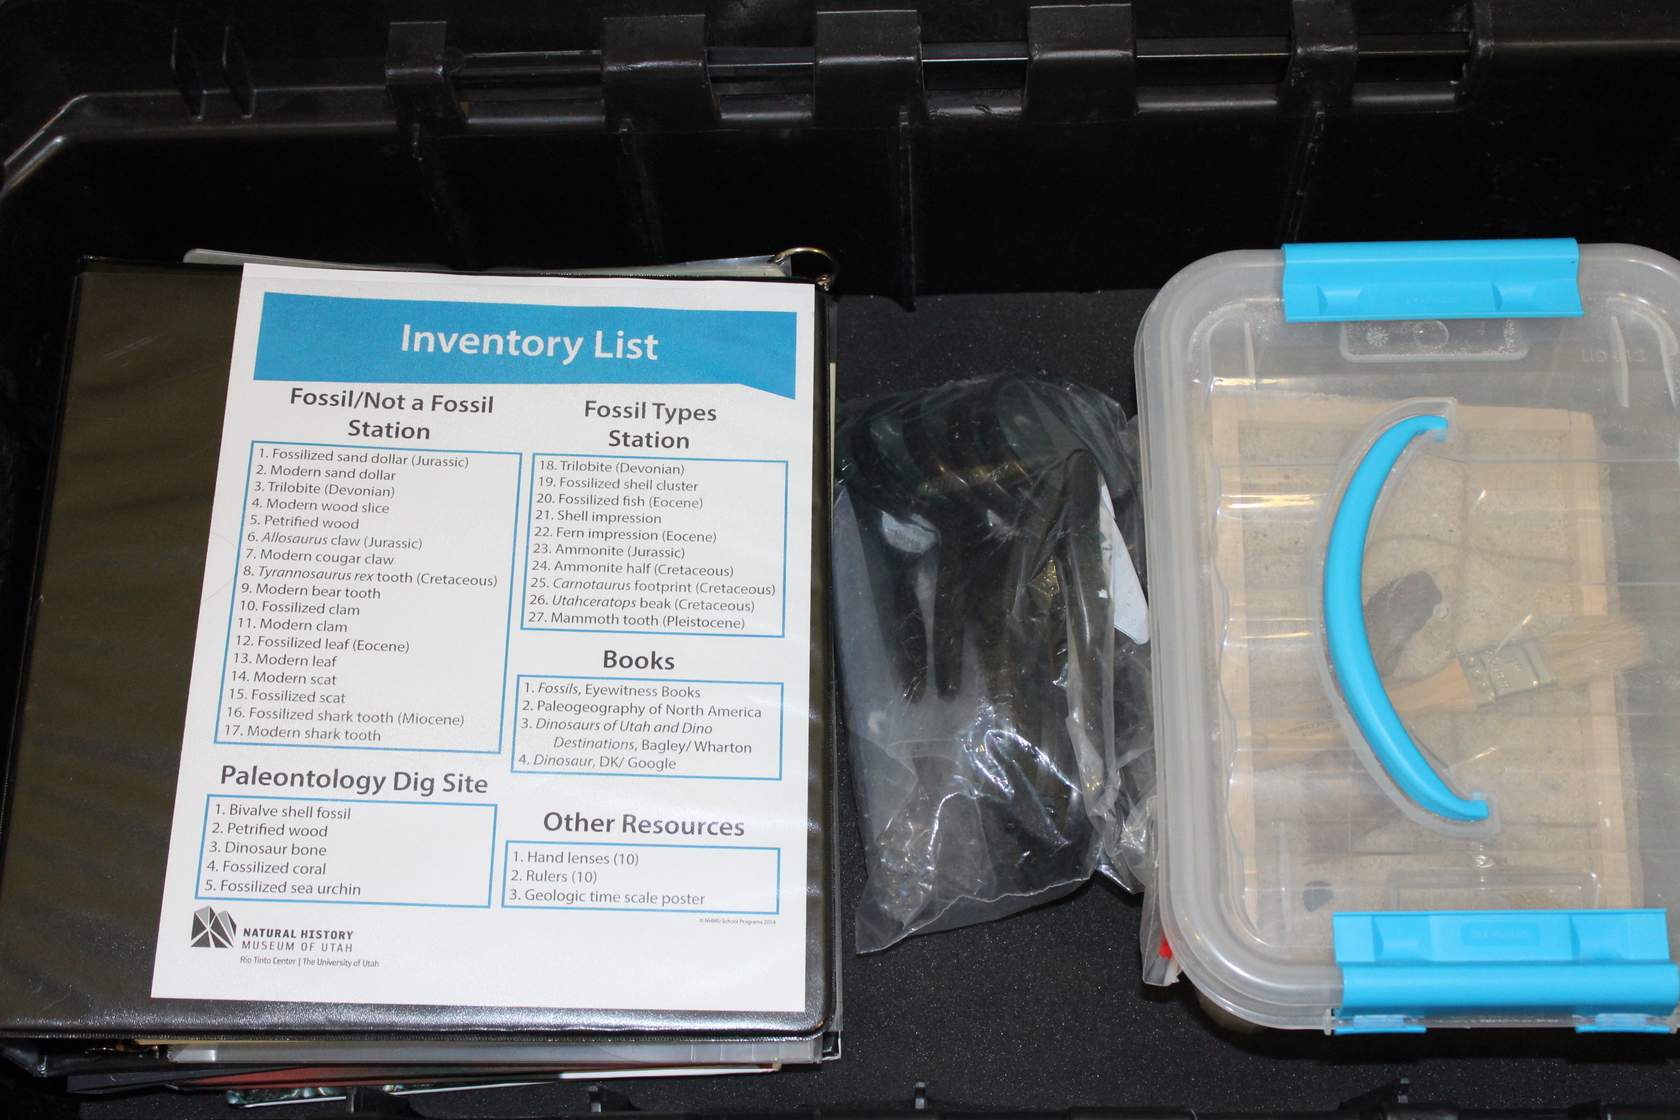 Inventory List
Fossil/Not a Fossil
Station
1. Fossilized sand dollar (Jurassic)
2. Modern sand dollar
3. Trilobite (Devonian)
4. Modern wood slice
5. Petrified wood
6. Allosaurus claw (Jurassic)
7. Modern cougar claw
8. Tyrannosaurus rex tooth (Cretaceous)
9. Modern bear tooth
10. Fossilized clam
11. Modern clam
12. Fossilized leaf (Eocene)
13. Modern leaf
14. Modern scat
15. Fossilized scat
16. Fossilized shark tooth (Miocene)
17. Modern shark tooth
Paleontology Dig Site
1. Bivalve shell fossil
2. Petrified wood
3. Dinosaur bone
4. Fossilized coral
5. Fossilized sea urchin
Fossil Types
Station
18. Trilobite (Devonian)
19. Fossilized shell cluster
20. Fossilized fish (Eocene)
21. Shell impression
22. Fern impression (Eocene)
23. Ammonite (Jurassic)
24. Ammonite half (Cretaceous)
25. Carnotaurus footprint (Cretaceous)
26. Utahceratops beak (Cretaceous)
27. Mammoth tooth (Pleistocene)
Books
1. Fossils, Eyewitness Books
2. Paleogeography of North America
3. Dinosaurs of Utah and Dino
Destinations, Bagley/ Wharton
4. Dinosaur, DK/ Google
Other Resources
1. Hand lenses (10)
2. Rulers (10)
3. Geologic time scale poster
© NHMU School Programs 2014
NATURAL HISTORY
MUSEUM OF UTAH
Rio Tinto Center | The University of Utah